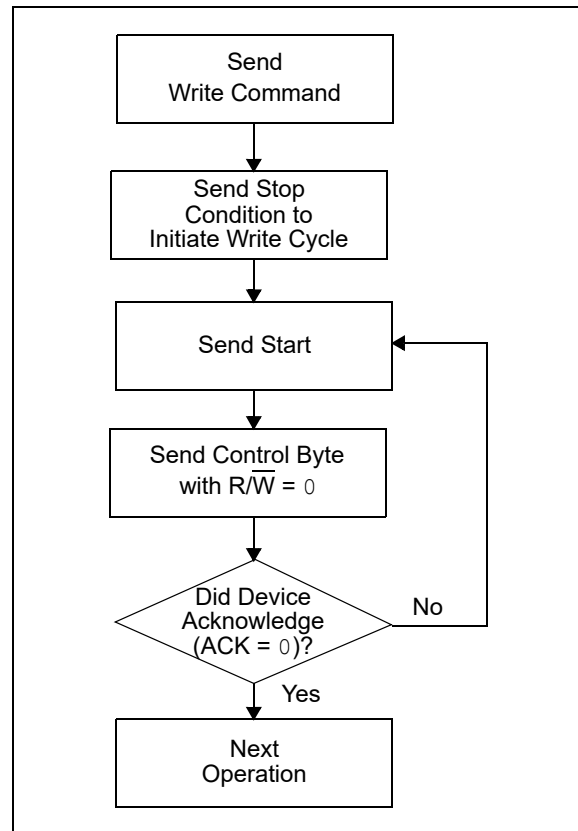 Send
Write Command
Send Stop
Condition to
Initiate Write Cycle
Send Start
Send Control Byte
with R/W̅ = 0
Did Device
Acknowledge
(ACK = 0)?
No
Yes
Next
Operation